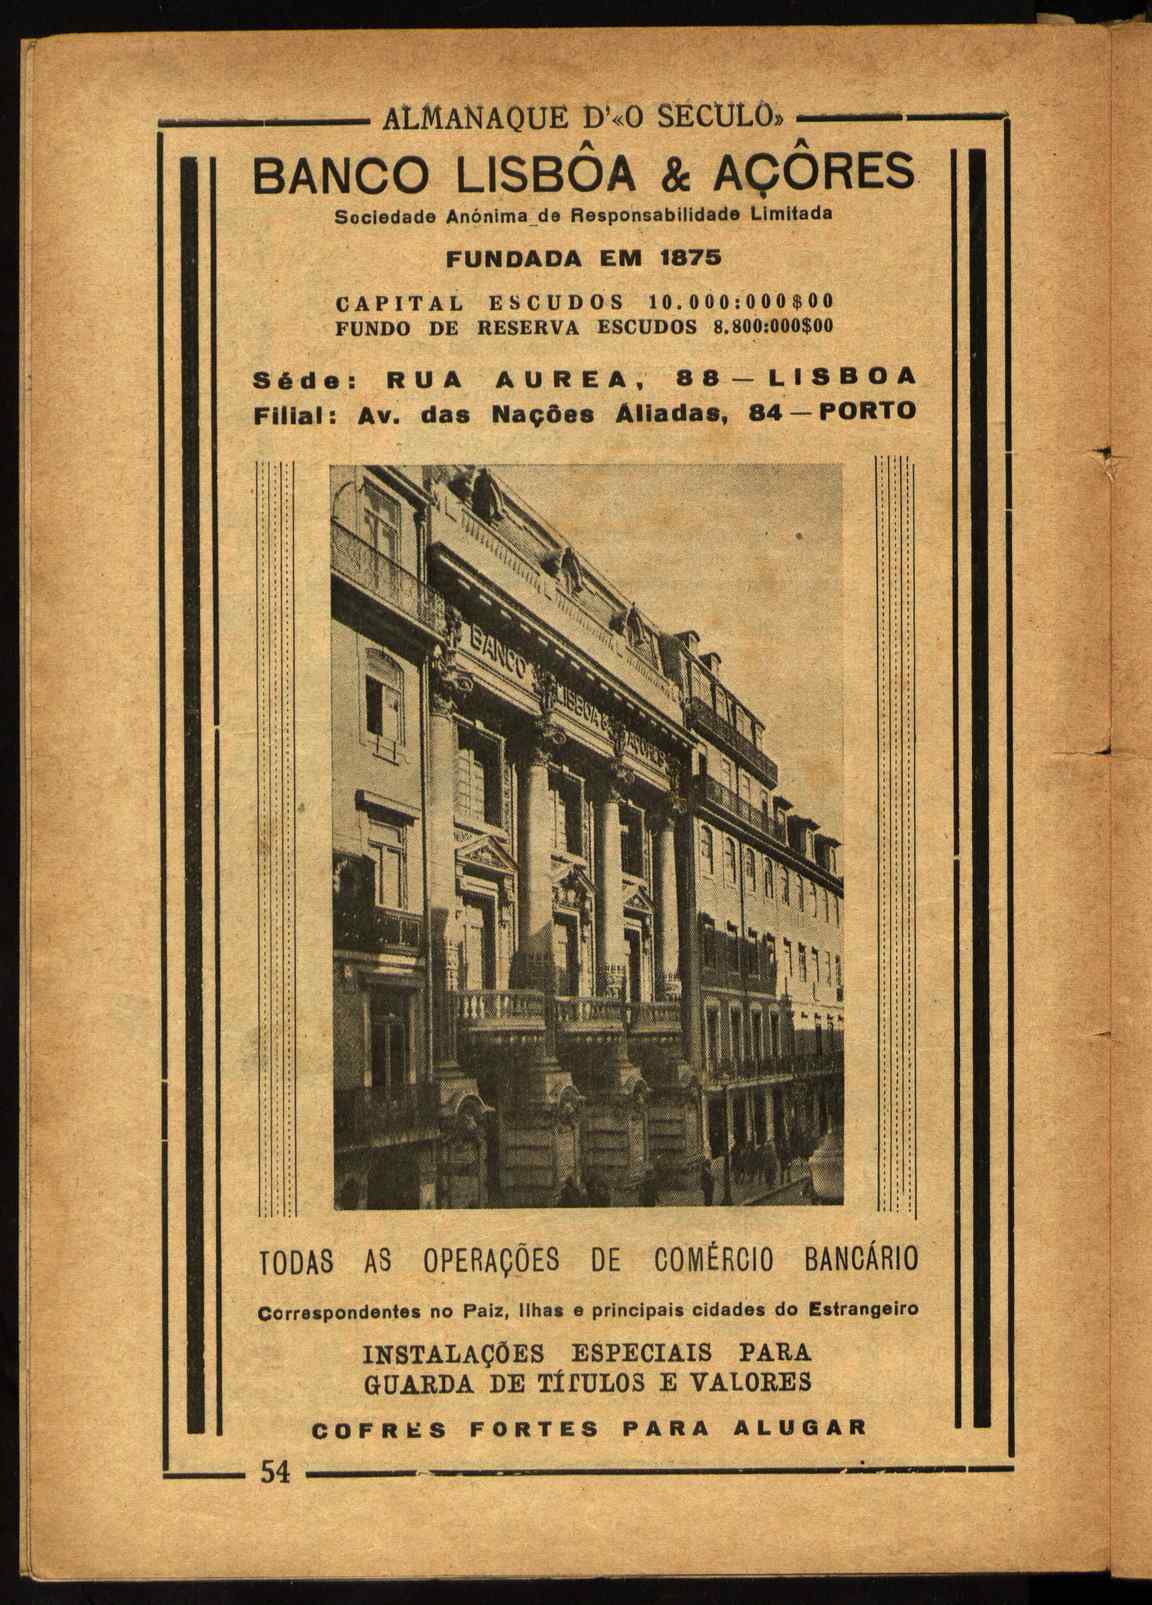 ALMANAQUE D'«O SÉCULO»
BANCO LISBÔA & AÇÔRES
Sociedade Anónima de Responsabilidade Limitada
FUNDADA EM 1875
CAPITAL ESCUDOS 10.000:000$00
FUNDO DE RESERVA ESCUDOS 8.800:000$00
Séde: RUA AUREA, 88 — LISBOA
Filial: Av. das Nações Aliadas, 84 — PORTO
BANCO LISBOA & AÇORES
TODAS AS OPERAÇÕES DE COMÉRCIO BANCÁRIO
Correspondentes no Paiz, Ilhas e principais cidades do Estrangeiro
INSTALAÇÕES ESPECIAIS PARA
GUARDA DE TÍTULOS E VALORES
COFRES FORTES PARA ALUGAR
54